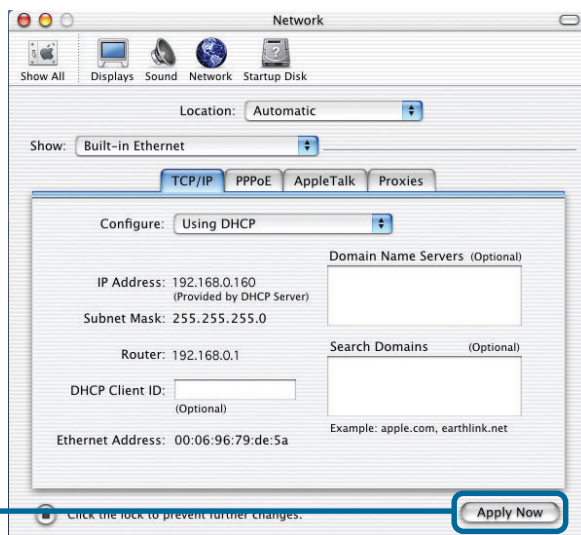 Network
Show All Displays Sound Network Startup Disk
Location: Automatic
Show: Built-in Ethernet
TCP/IP PPPoE AppleTalk Proxies
Configure: Using DHCP
Domain Name Servers (Optional)
IP Address: 192.168.0.160
(Provided by DHCP Server)
Subnet Mask: 255.255.255.0
Search Domains (Optional)
Router: 192.168.0.1
DHCP Client ID:
(Optional)
Example: apple.com, earthlink.net
Ethernet Address: 00:06:96:79:de:5a
Click the lock to prevent further changes.
Apply Now